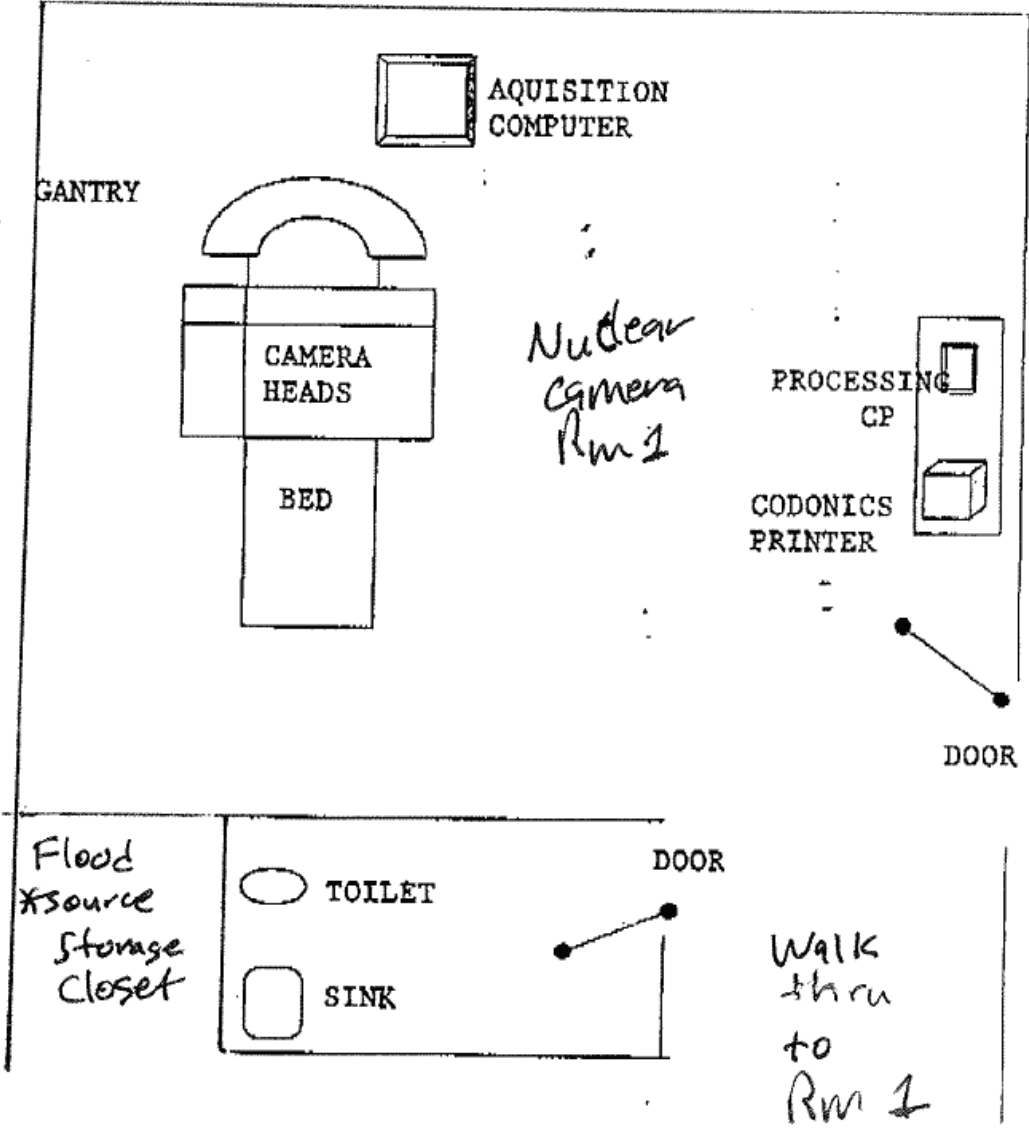 AQUISITION
COMPUTER
GANTRY
CAMERA
HEADS
Nuclear
camera
Rm 1
PROCESSING
CP
BED
CODONICS
PRINTER
DOOR
Flood
*source
storage
closet
TOILET
SINK
DOOR
Walk
thru
to
Rm 1